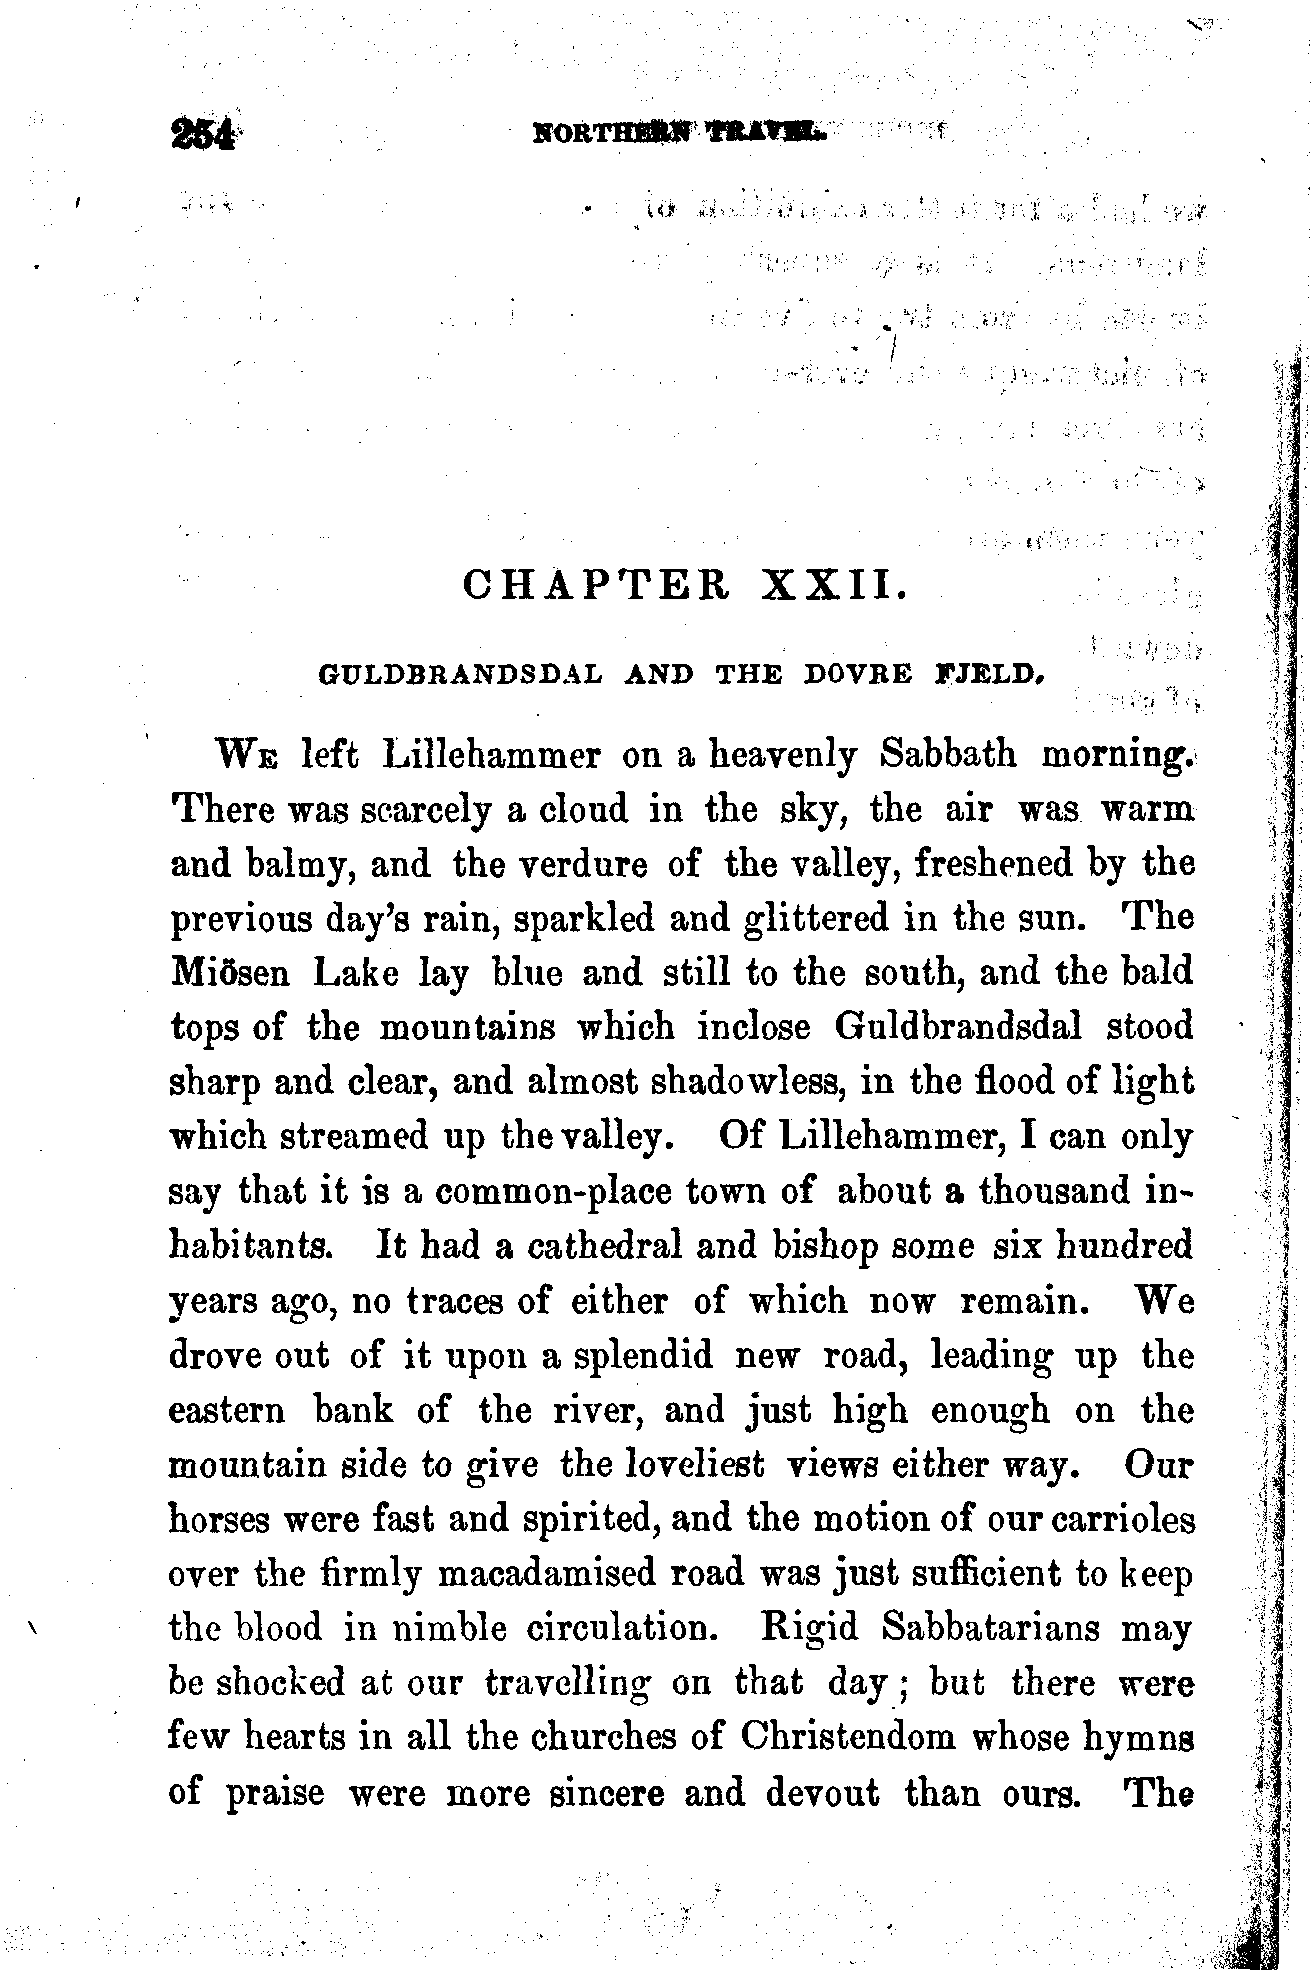 254 NORTHERN TRAVEL.
CHAPTER XXII.
GULDBRANDSDAL AND THE DOVRE FJELD.
WE left Lillehammer on a heavenly Sabbath morning.
There was scarcely a cloud in the sky, the air was warm
and balmy, and the verdure of the valley, freshened by the
previous day's rain, sparkled and glittered in the sun. The
Miösen Lake lay blue and still to the south, and the bald
tops of the mountains which inclose Guldbrandsdal stood
sharp and clear, and almost shadowless, in the flood of light
which streamed up the valley. Of Lillehammer, I can only
say that it is a common-place town of about a thousand in-
habitants. It had a cathedral and bishop some six hundred
years ago, no traces of either of which now remain. We
drove out of it upon a splendid new road, leading up the
eastern bank of the river, and just high enough on the
mountain side to give the loveliest views either way. Our
horses were fast and spirited, and the motion of our carrioles
over the firmly macadamised road was just sufficient to keep
the blood in nimble circulation. Rigid Sabbatarians may
be shocked at our travelling on that day; but there were
few hearts in all the churches of Christendom whose hymns
of praise were more sincere and devout than ours. The